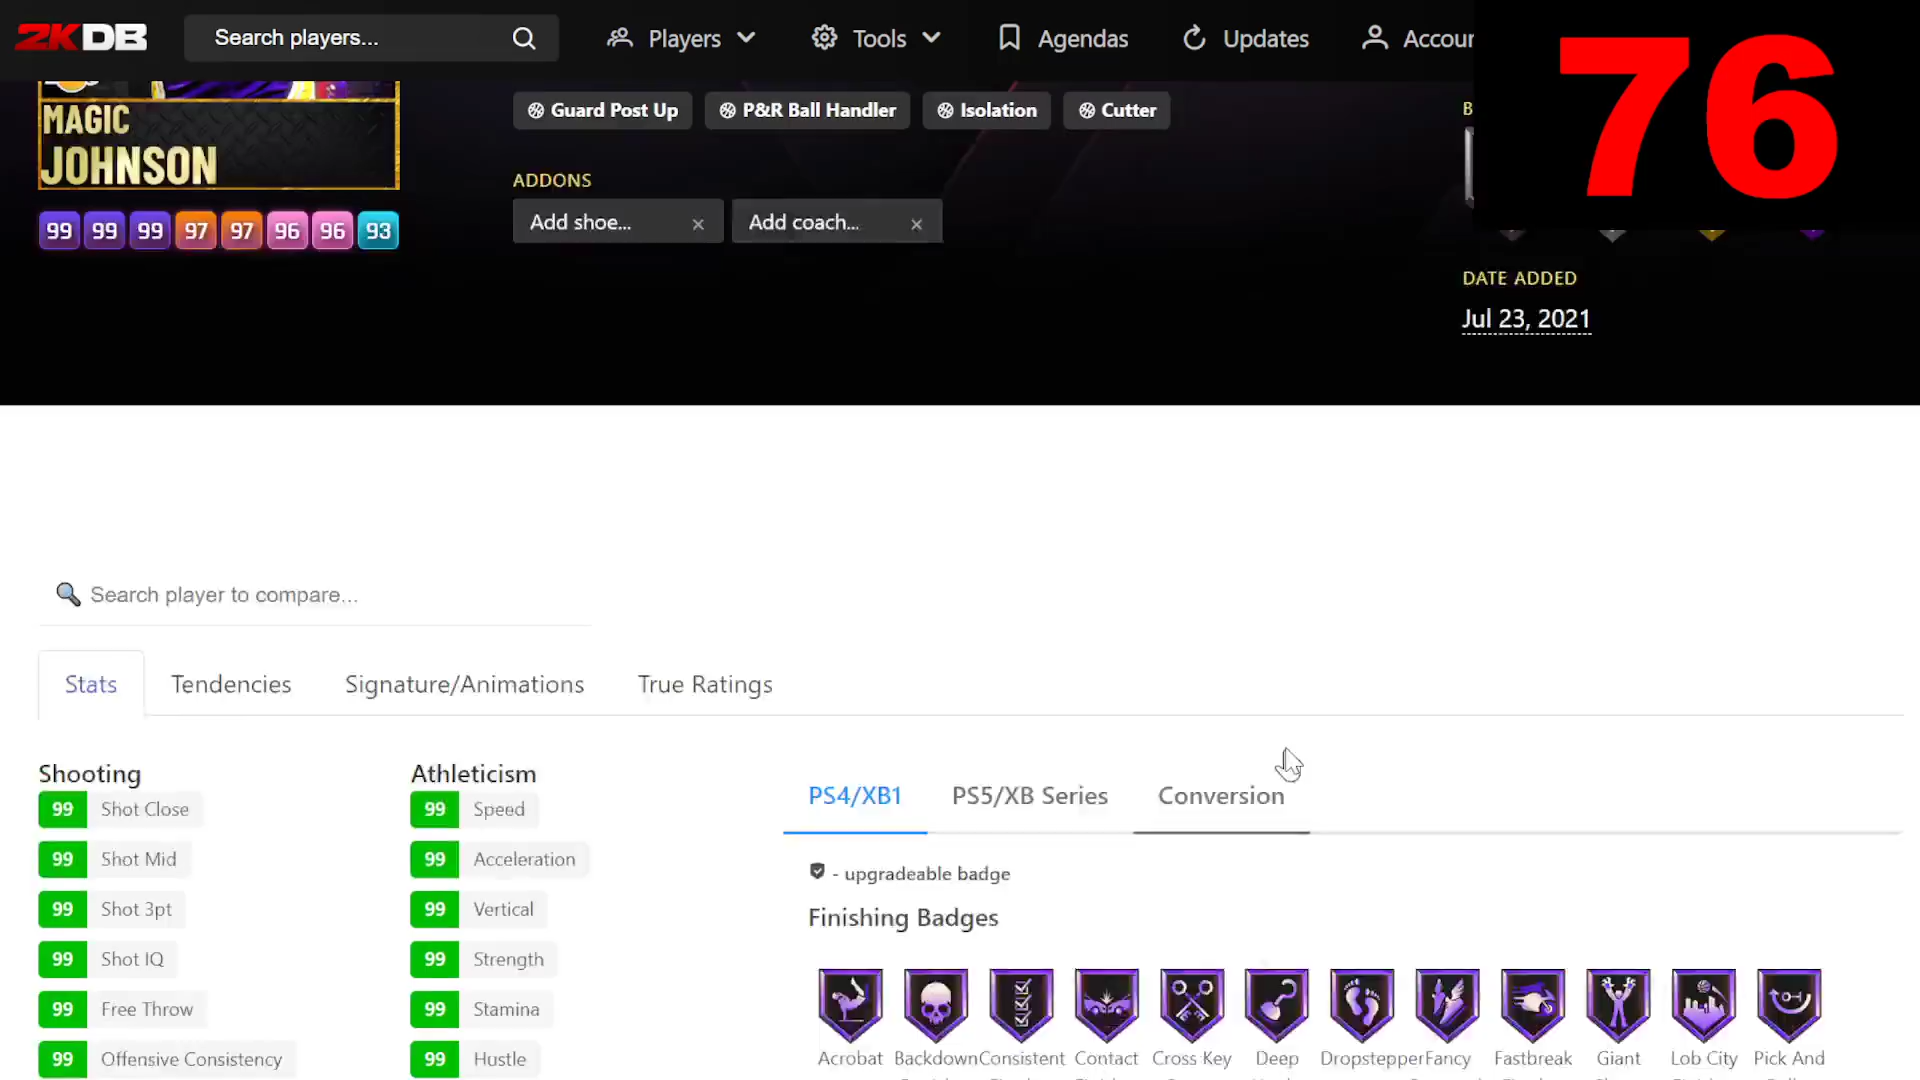 2KDB
Search players...
Players
Tools
Agendas
Updates
Accoun
76
MAGIC
JOHNSON
99 99 99 97 97 96 96 93
Guard Post Up
P&R Ball Handler
Isolation
Cutter
ADDONS
Add shoe... ×
Add coach... ×
B
DATE ADDED
Jul 23, 2021
Search player to compare...
Stats
Tendencies
Signature/Animations
True Ratings
Shooting
99 Shot Close
99 Shot Mid
99 Shot 3pt
99 Shot IQ
99 Free Throw
99 Offensive Consistency
Athleticism
99 Speed
99 Acceleration
99 Vertical
99 Strength
99 Stamina
99 Hustle
PS4/XB1
PS5/XB Series
Conversion
- upgradeable badge
Finishing Badges
Acrobat
Backdown
Consistent
Contact
Cross Key
Deep
Dropstepper
Fancy
Fastbreak
Giant
Lob City
Pick And